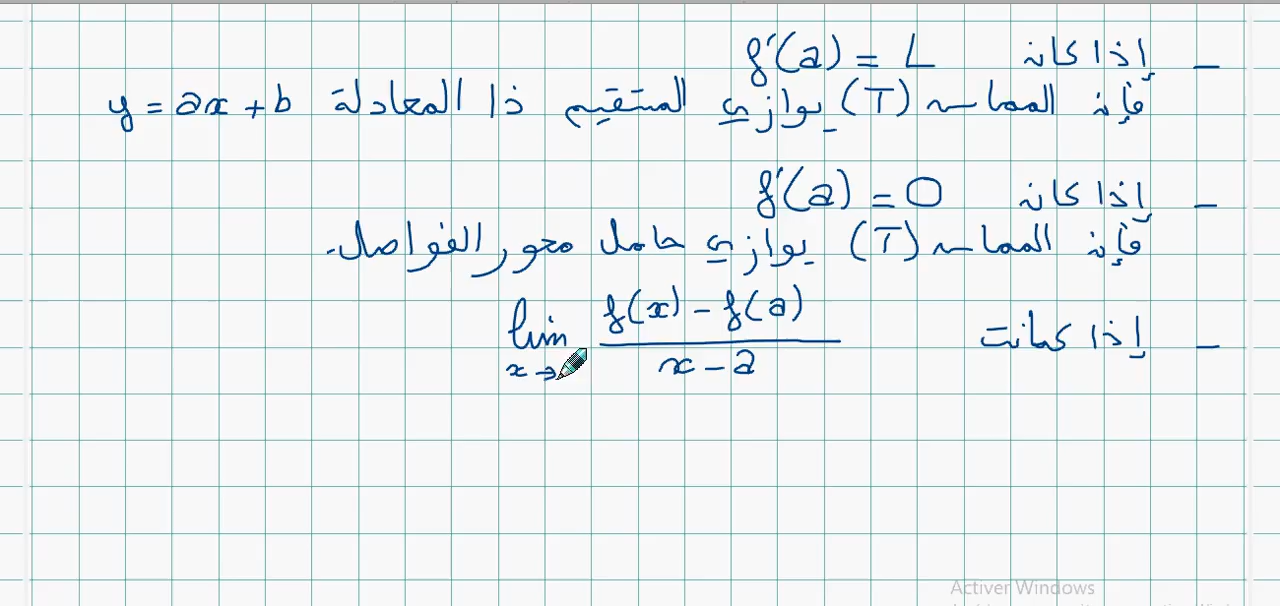 - إذا كان f'(a) = L
فإن المماس (T) يوازي المتقيم ذا المعادلة y = ax + b
- إذا كان f'(a) = 0
فإن المماس (T) يوازي حامل محور الفواصل.
- إذا كانت lim x→ (f(x) - f(a)) / (x - a)
Activer Windows